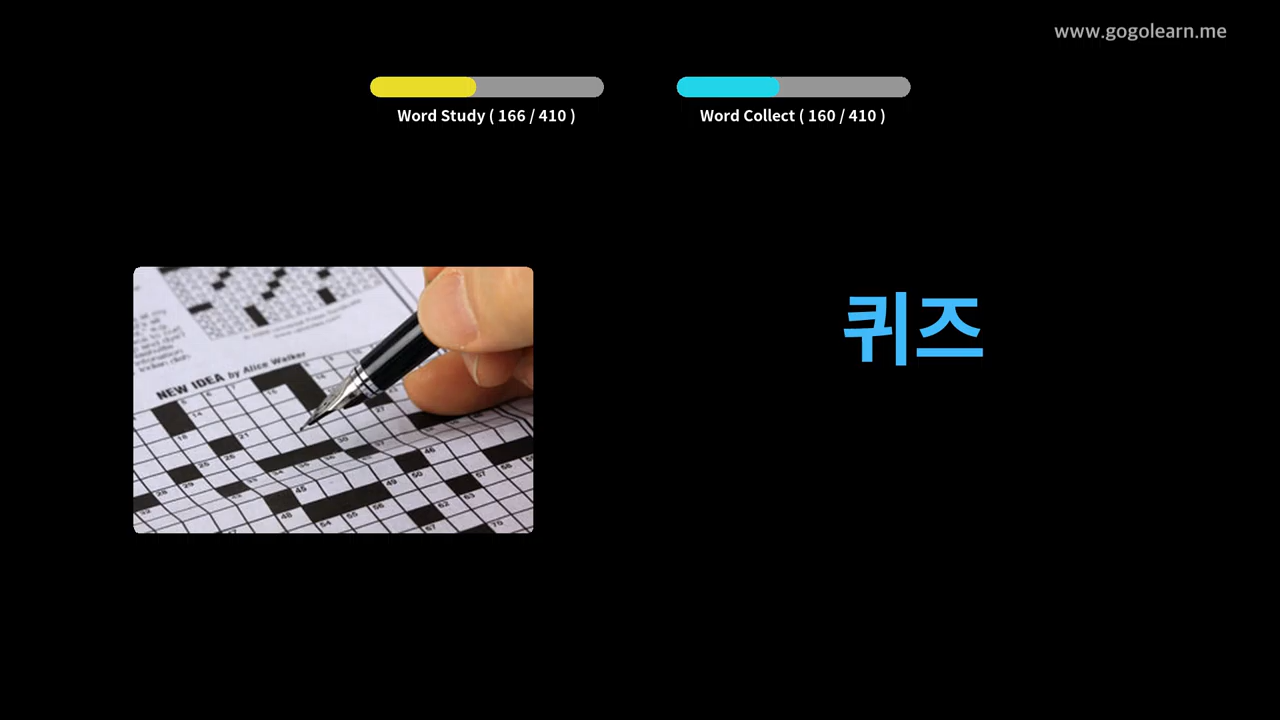 www.gogolearn.me
Word Study ( 166 / 410 ) Word Collect ( 160 / 410 )
퀴즈
NEW IDEA by Alice Walker